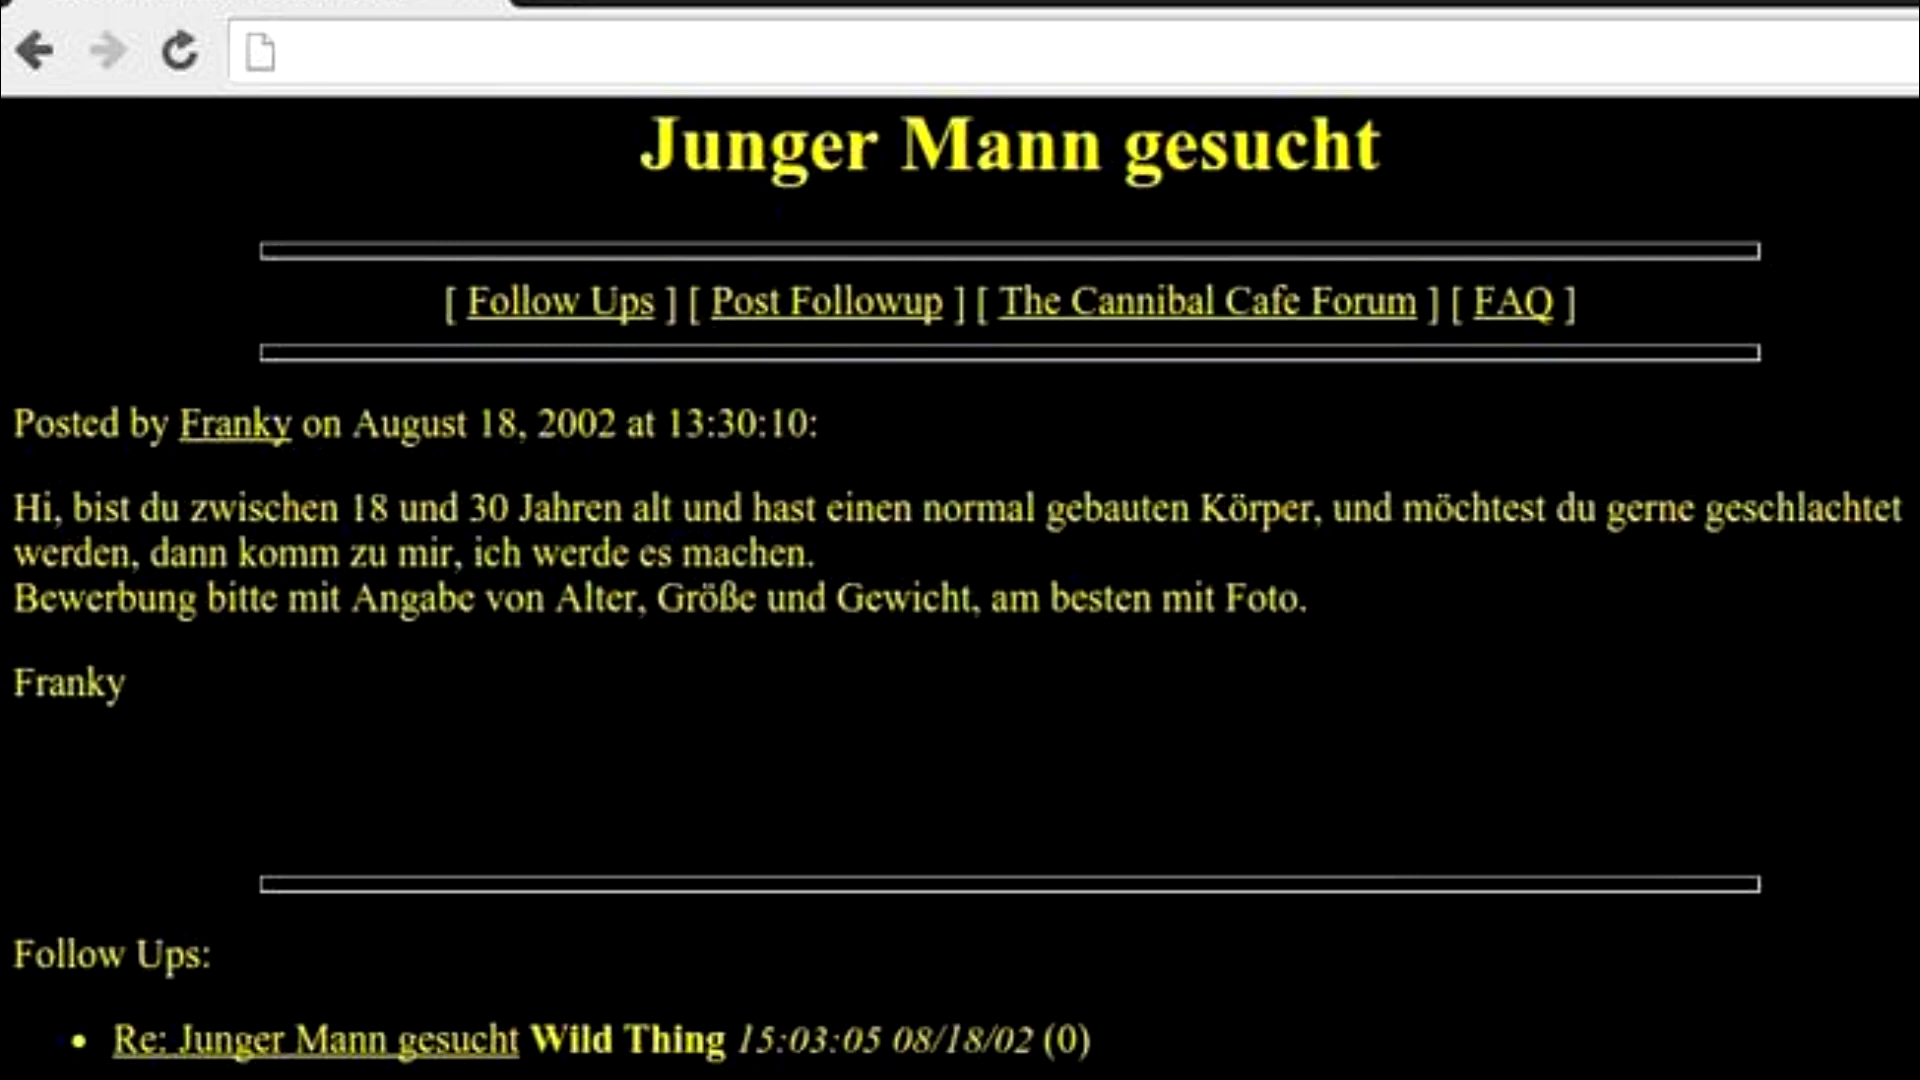 Junger Mann gesucht
[ Follow Ups ] [ Post Followup ] [ The Cannibal Cafe Forum ] [ FAQ ]
Posted by Franky on August 18, 2002 at 13:30:10:
Hi, bist du zwischen 18 und 30 Jahren alt und hast einen normal gebauten Körper, und möchtest du gerne geschlachtet
werden, dann komm zu mir, ich werde es machen.
Bewerbung bitte mit Angabe von Alter, Größe und Gewicht, am besten mit Foto.
Franky
Follow Ups:
Re: Junger Mann gesucht Wild Thing 15:03:05 08/18/02 (0)